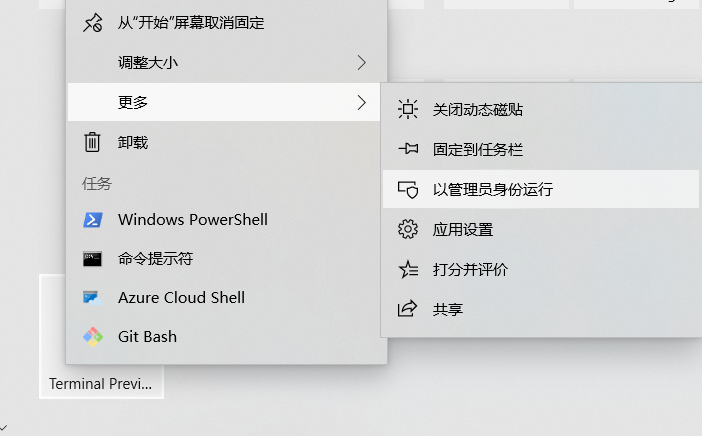 从“开始”屏幕取消固定
调整大小
更多
卸载
任务
Windows PowerShell
命令提示符
Azure Cloud Shell
Git Bash
关闭动态磁贴
固定到任务栏
以管理员身份运行
应用设置
打分并评价
共享
Terminal Previ...